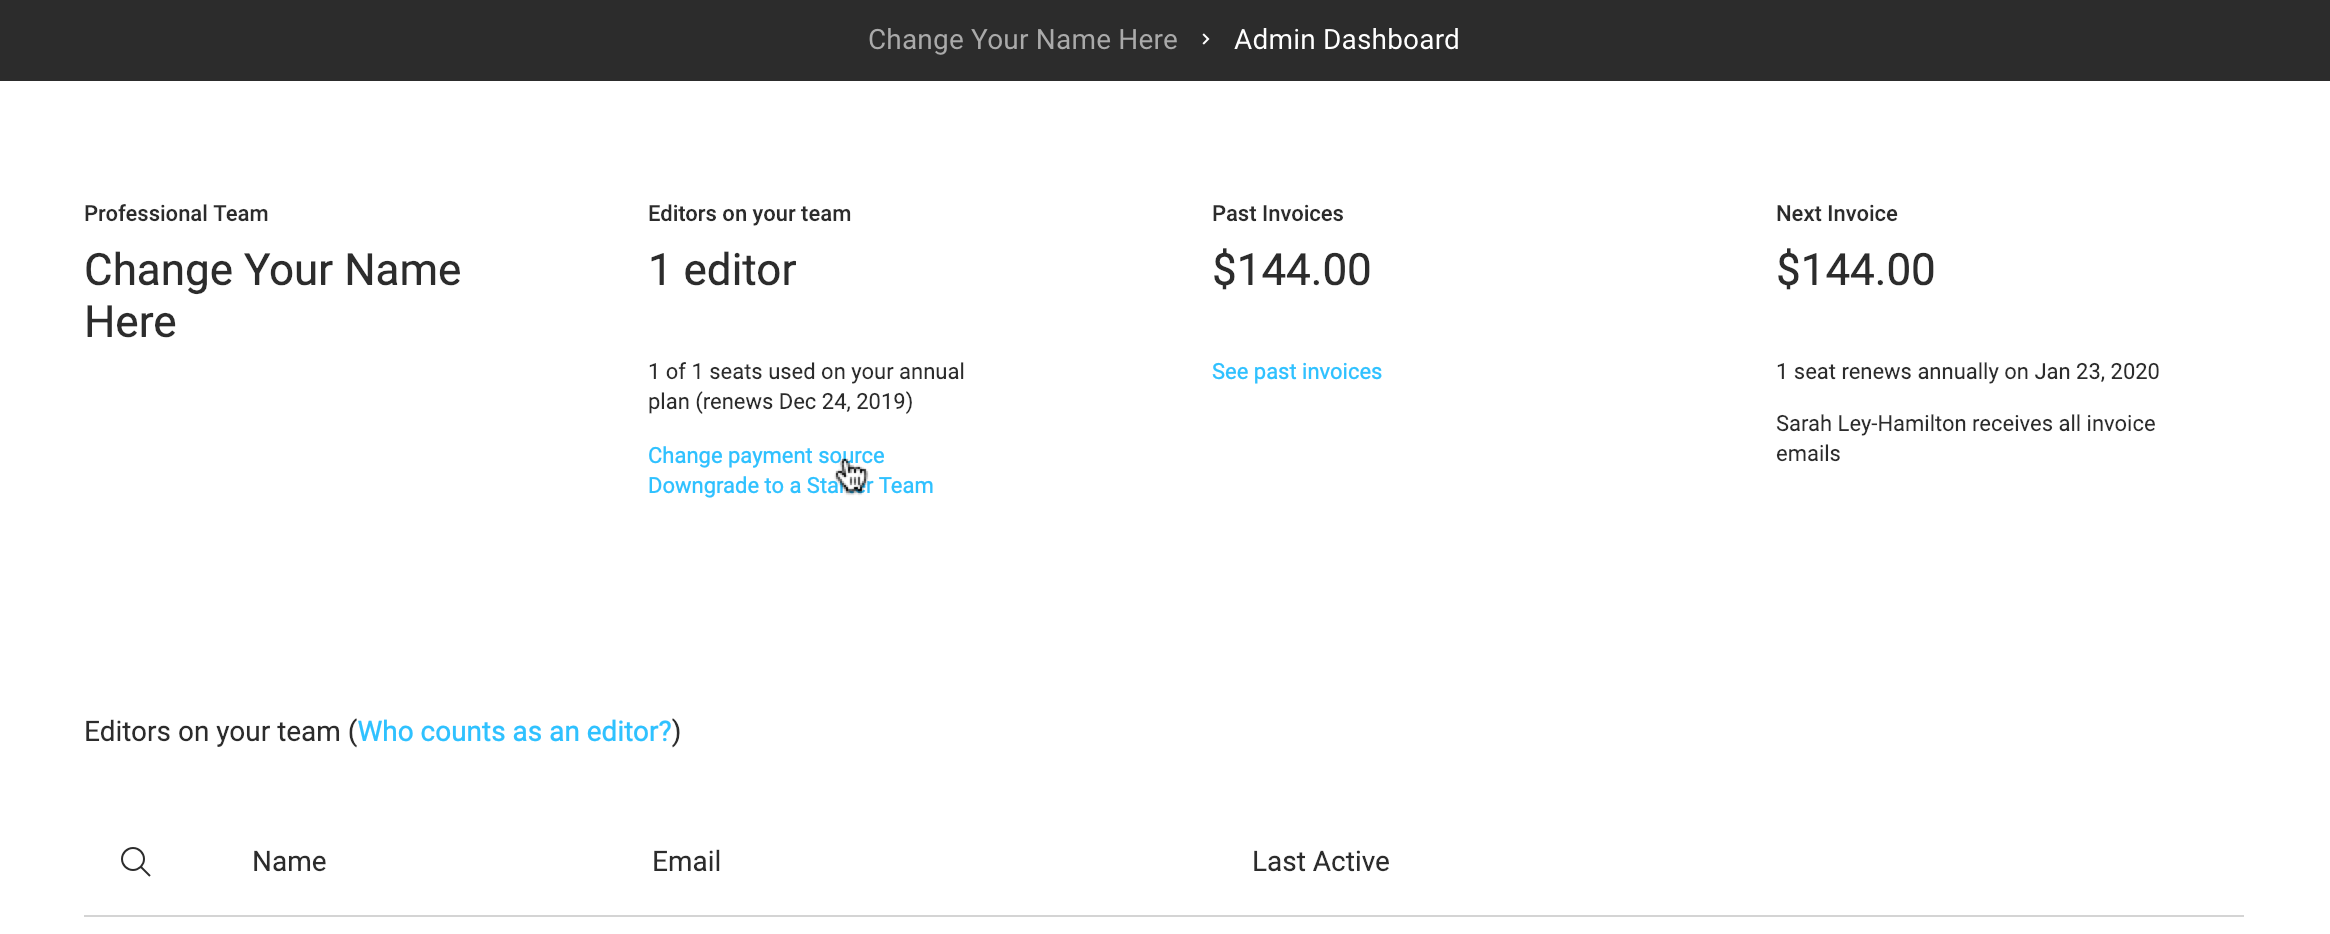 Change Your Name Here › Admin Dashboard
Professional Team
Change Your Name
Here
Editors on your team
1 editor
1 of 1 seats used on your annual
plan (renews Dec 24, 2019)
Change payment source
Downgrade to a Starter Team
Past Invoices
$144.00
See past invoices
Next Invoice
$144.00
1 seat renews annually on Jan 23, 2020
Sarah Ley-Hamilton receives all invoice
emails
Editors on your team (Who counts as an editor?)
Name Email Last Active